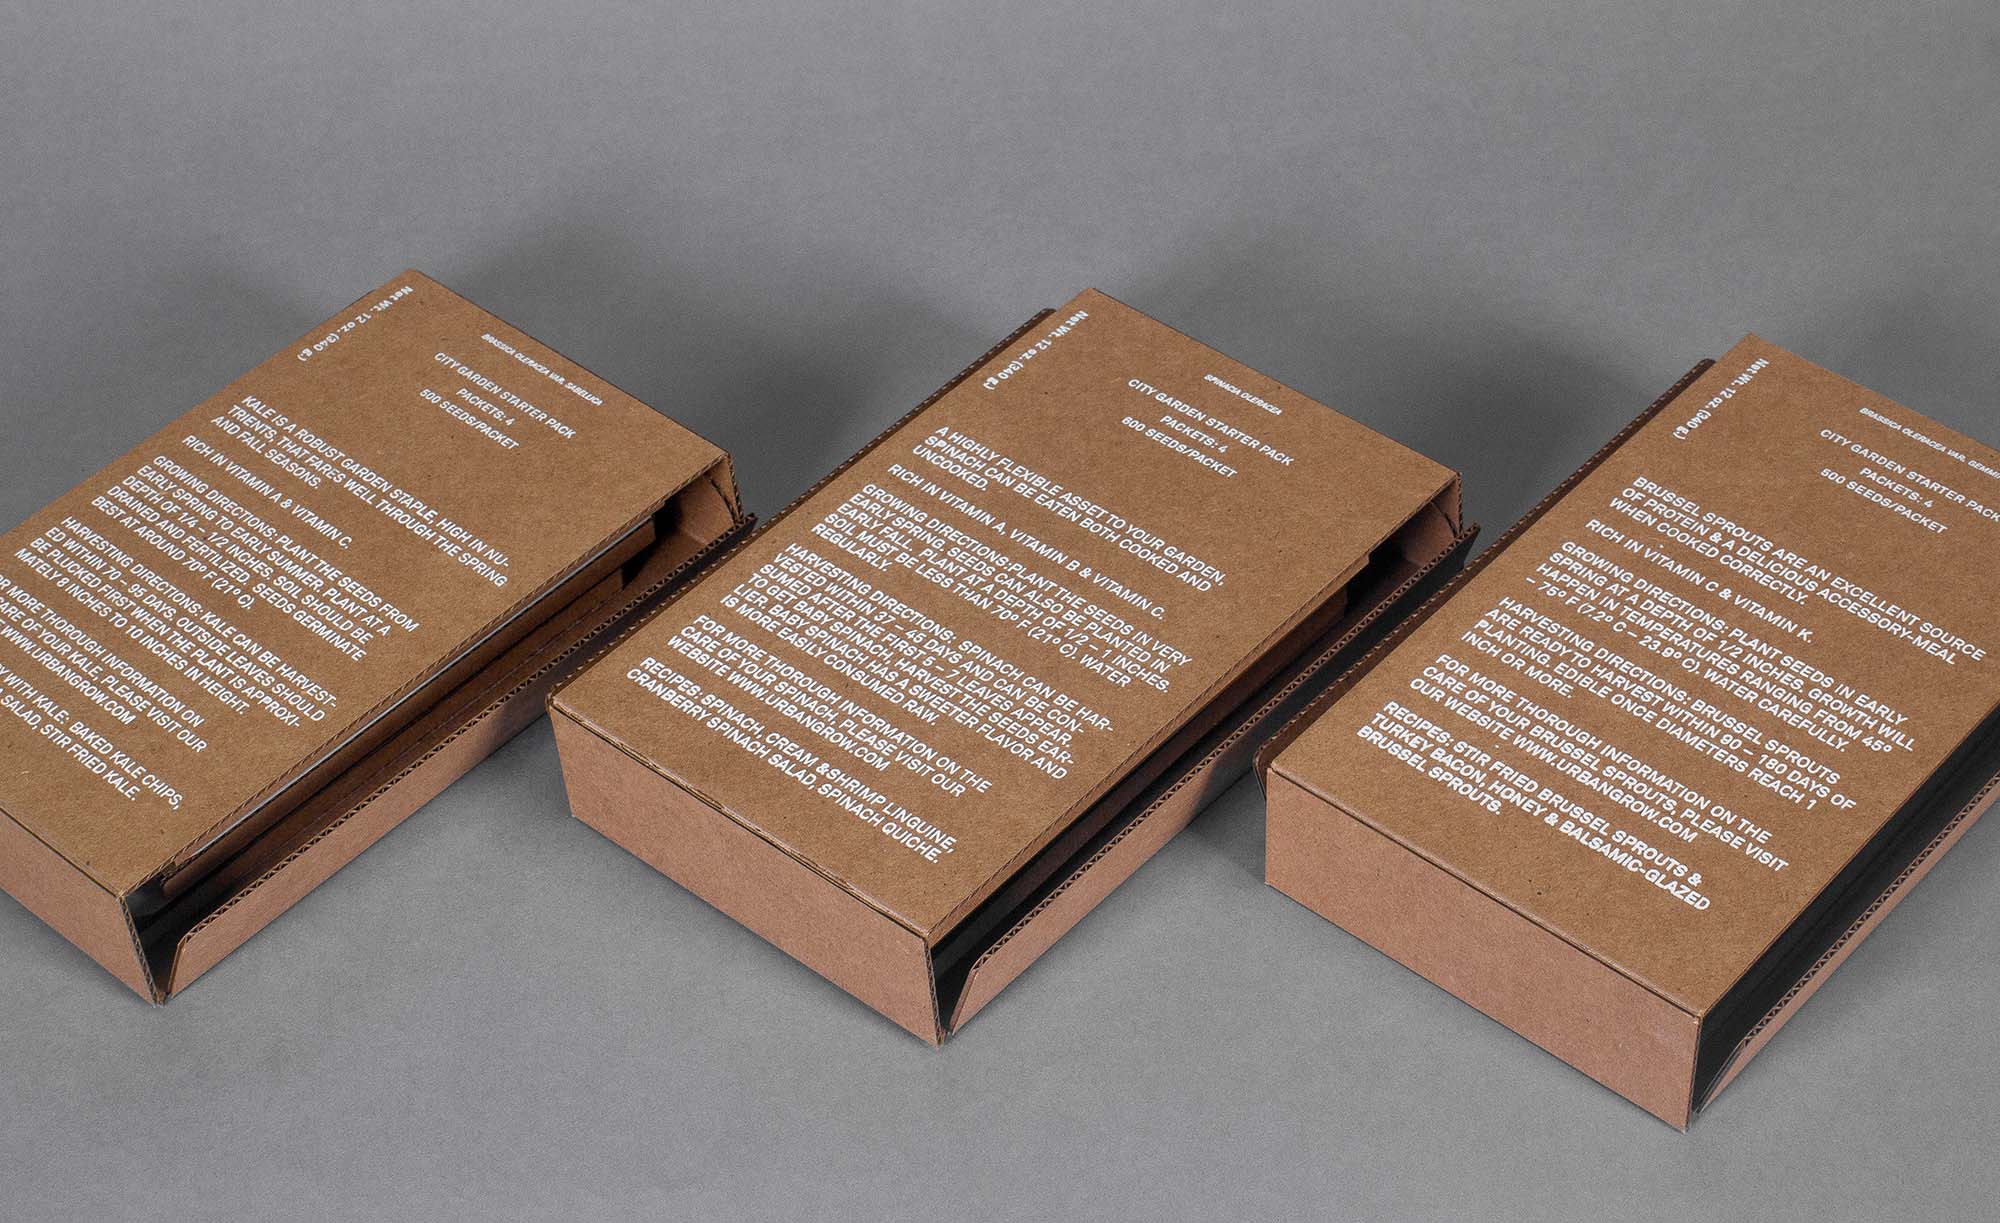 Net Wt. 12 oz. (340 g.)
BRASSICA OLERACEA VAR. SABELLICA
CITY GARDEN STARTER PACK
PACKETS: 4
500 SEEDS/PACKET
KALE IS A ROBUST GARDEN STAPLE, HIGH IN NU-
TRIENTS, THAT FARES WELL THROUGH THE SPRING
AND FALL SEASONS.
RICH IN VITAMIN A & VITAMIN C.
GROWING DIRECTIONS: PLANT THE SEEDS FROM
EARLY SPRING TO EARLY SUMMER. PLANT AT A
DEPTH OF 1/4 – 1/2 INCHES. SOIL SHOULD BE
DRAINED AND FERTILIZED. SEEDS GERMINATE
BEST AT AROUND 70º F (21º C).
HARVESTING DIRECTIONS: KALE CAN BE HARVEST-
ED WITHIN 70 – 95 DAYS. OUTSIDE LEAVES SHOULD
BE PLUCKED FIRST WHEN THE PLANT IS APPROXI-
MATELY 8 INCHES TO 10 INCHES IN HEIGHT.
MORE THOROUGH INFORMATION ON
CARE OF YOUR KALE, PLEASE VISIT OUR
WWW.URBANGROW.COM
WITH KALE: BAKED KALE CHIPS,
SALAD, STIR FRIED KALE.
Net Wt. 12 oz. (340 g.)
SPINACIA OLERACEA
CITY GARDEN STARTER PACK
PACKETS: 4
600 SEEDS/PACKET
A HIGHLY FLEXIBLE ASSET TO YOUR GARDEN,
SPINACH CAN BE EATEN BOTH COOKED AND
UNCOOKED.
RICH IN VITAMIN A, VITAMIN B & VITAMIN C.
GROWING DIRECTIONS:PLANT THE SEEDS IN VERY
EARLY SPRING. SEEDS CAN ALSO BE PLANTED IN
EARLY FALL. PLANT AT A DEPTH OF 1/2 – 1 INCHES.
SOIL MUST BE LESS THAN 70º F (21º C). WATER
REGULARLY.
HARVESTING DIRECTIONS: SPINACH CAN BE HAR-
VESTED WITHIN 37 – 45 DAYS AND CAN BE CON-
SUMED AFTER THE FIRST 5 – 7 LEAVES APPEAR.
TO GET BABY SPINACH, HARVEST THE SEEDS EAR-
LIER. BABY SPINACH HAS A SWEETER FLAVOR AND
IS MORE EASILY CONSUMED RAW.
FOR MORE THOROUGH INFORMATION ON THE
CARE OF YOUR SPINACH, PLEASE VISIT OUR
WEBSITE WWW.URBANGROW.COM
RECIPES: SPINACH, CREAM &SHRIMP LINGUINE,
CRANBERRY SPINACH SALAD, SPINACH QUICHE.
Net Wt. 12 oz. (340 g.)
BRASSICA OLERACEA VAR.
CITY GARDEN STARTER PACK
PACKETS: 4
500 SEEDS/PACKET
BRUSSEL SPROUTS ARE AN EXCELLENT SOURCE
OF PROTEIN & A DELICIOUS ACCESSORY-MEAL
WHEN COOKED CORRECTLY.
RICH IN VITAMIN C & VITAMIN K.
GROWING DIRECTIONS: PLANT SEEDS IN EARLY
SPRING AT A DEPTH OF 1/2 INCHES. GROWTH WILL
HAPPEN IN TEMPERATURES RANGING FROM 45º
– 75º F (7.2º C – 23.9º C). WATER CAREFULLY.
HARVESTING DIRECTIONS: BRUSSEL SPROUTS
ARE READY TO HARVEST WITHIN 90 – 180 DAYS OF
PLANTING. EDIBLE ONCE DIAMETERS REACH 1
INCH OR MORE.
FOR MORE THOROUGH INFORMATION ON THE
CARE OF YOUR BRUSSEL SPROUTS, PLEASE VISIT
OUR WEBSITE WWW.URBANGROW.COM
RECIPES: STIR FRIED BRUSSEL SPROUTS &
TURKEY BACON, HONEY & BALSAMIC-GLAZED
BRUSSEL SPROUTS.